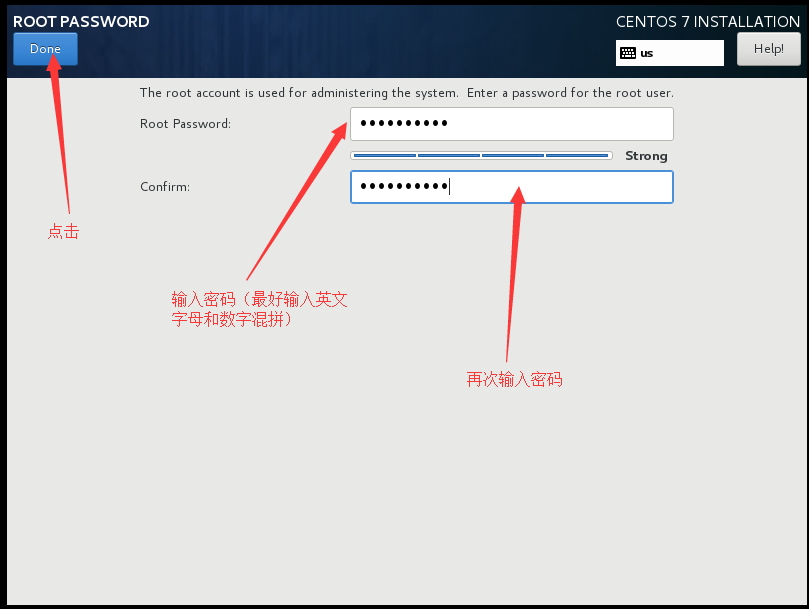 ROOT PASSWORD
CENTOS 7 INSTALLATION
Done
us
Help!
The root account is used for administering the system. Enter a password for the root user.
Root Password:
●●●●●●●●●●
Strong
Confirm:
●●●●●●●●●●
点击
输入密码（最好输入英文
字母和数字混拼）
再次输入密码